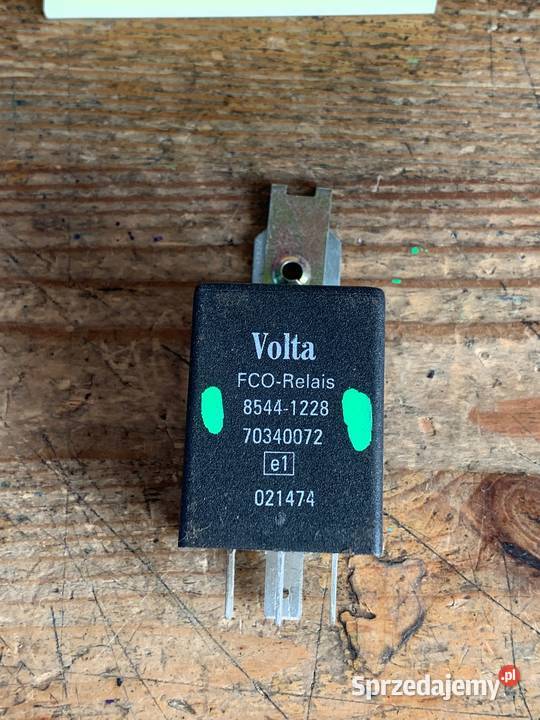 Volta
FCO-Relais
8544-1228
70340072
e1
021474
Sprzedajemy.pl